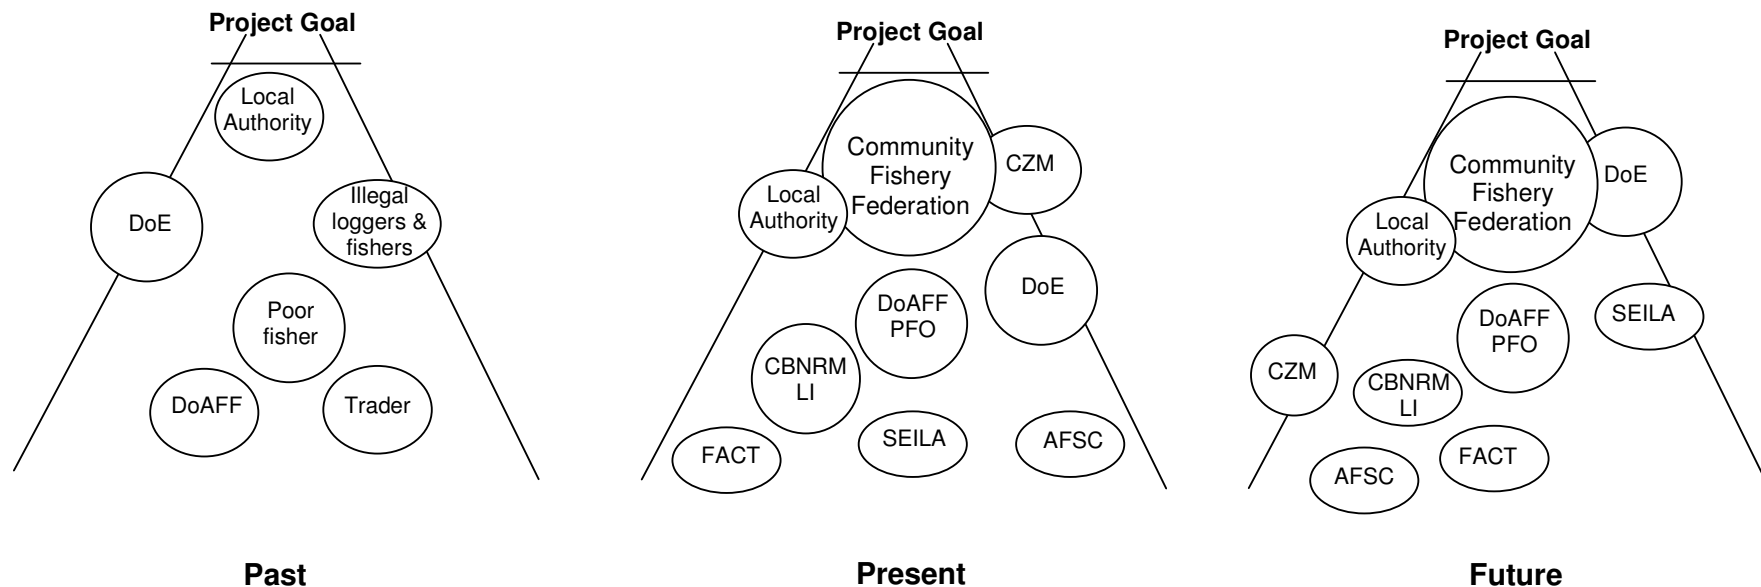 Project Goal
Local
Authority
DoE
Illegal
loggers &
fishers
Poor
fisher
DoAFF
Trader
Past
Project Goal
Community
Fishery
Federation
CZM
Local
Authority
DoE
DoAFF
PFO
CBNRM
LI
SEILA
AFSC
FACT
Present
Project Goal
Community
Fishery
Federation
DoE
Local
Authority
SEILA
DoAFF
PFO
CZM
CBNRM
LI
FACT
AFSC
Future